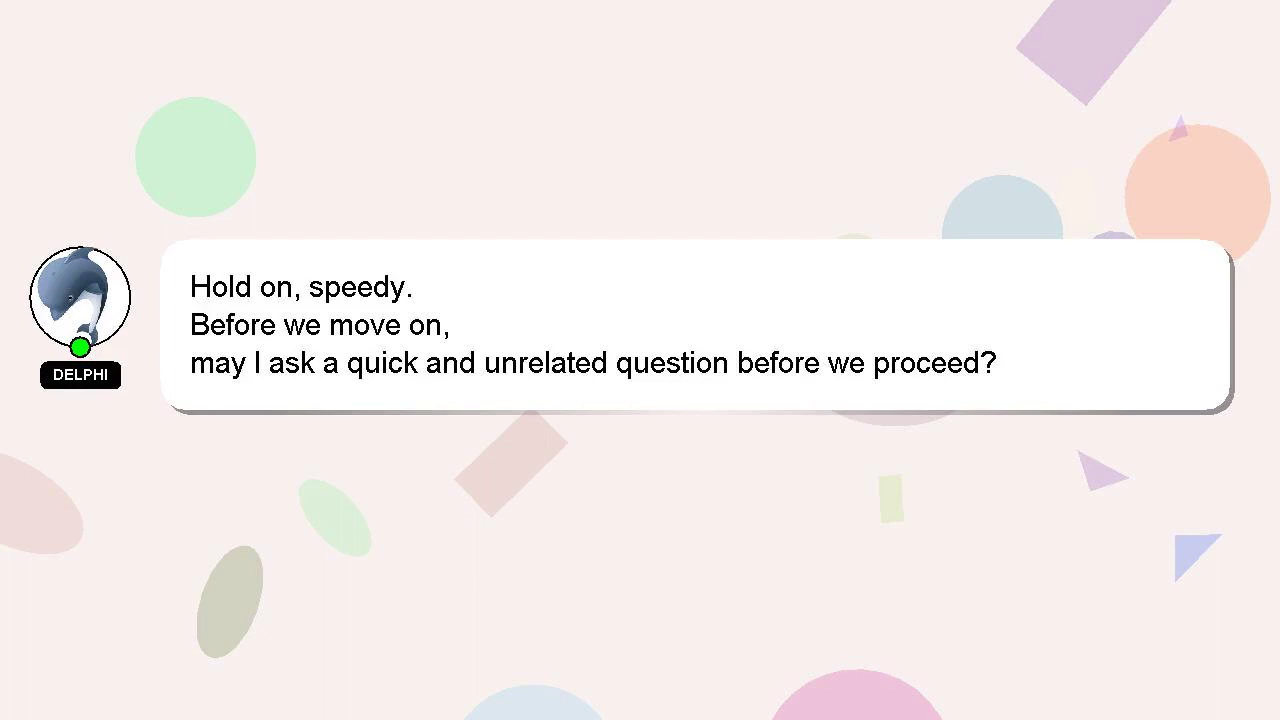 Hold on, speedy.
Before we move on,
may I ask a quick and unrelated question before we proceed?
DELPHI